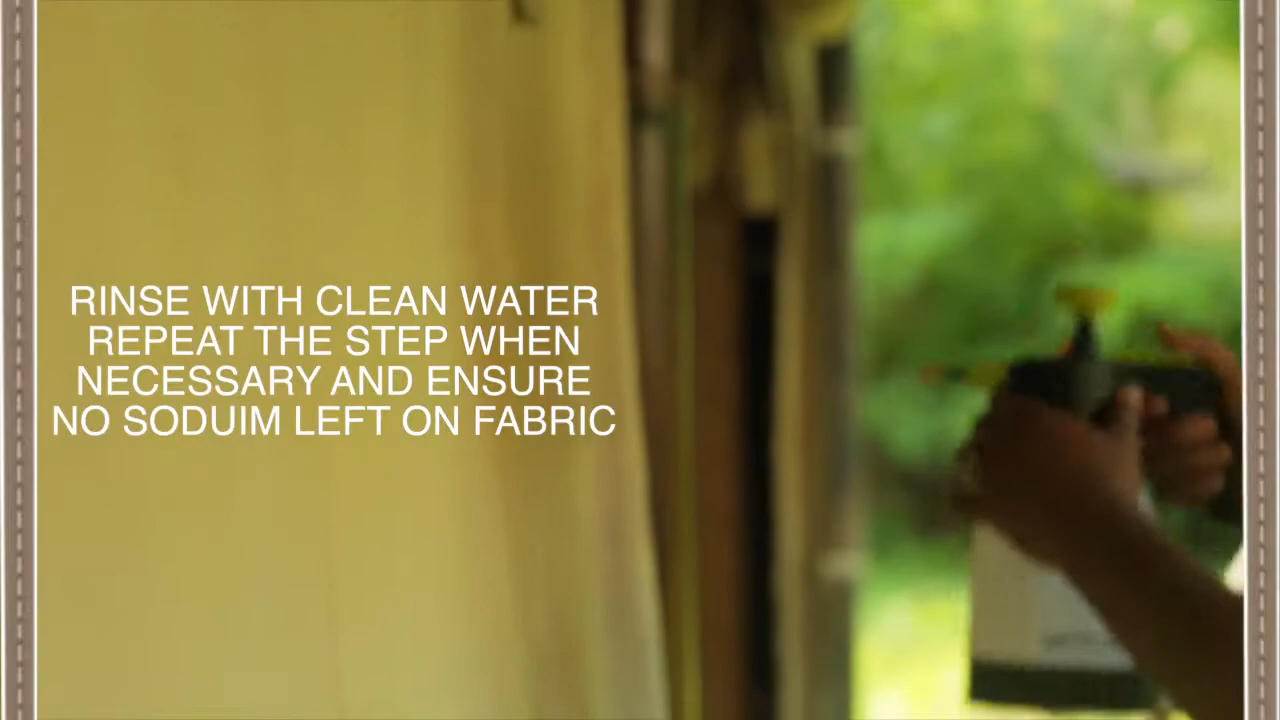 RINSE WITH CLEAN WATER
REPEAT THE STEP WHEN
NECESSARY AND ENSURE
NO SODUIM LEFT ON FABRIC